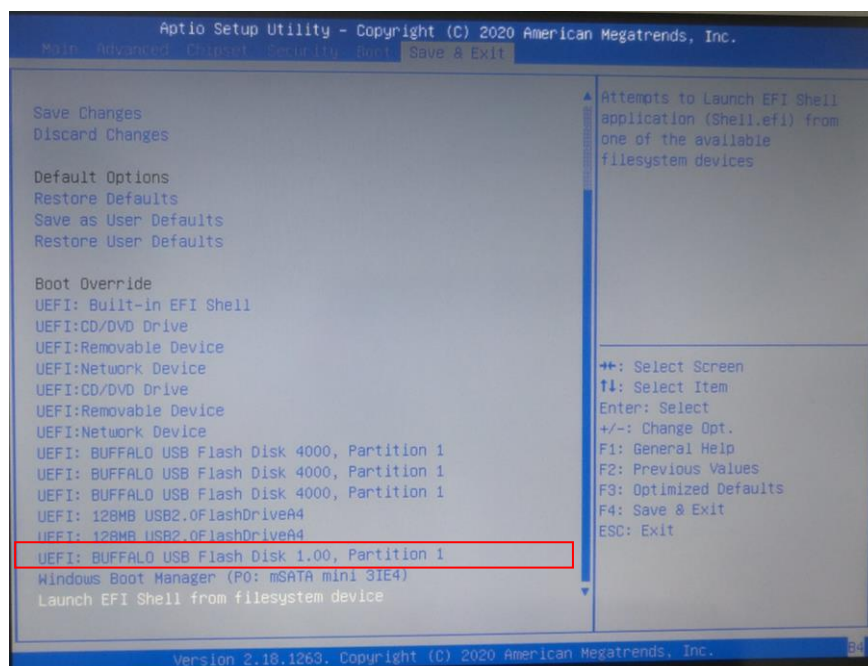 Aptio Setup Utility – Copyright (C) 2020 American Megatrends, Inc.
Main Advanced Chipset Security Boot Save & Exit
Save Changes
Discard Changes
Default Options
Restore Defaults
Save as User Defaults
Restore User Defaults
Boot Override
UEFI: Built-in EFI Shell
UEFI:CD/DVD Drive
UEFI:Removable Device
UEFI:Network Device
UEFI:CD/DVD Drive
UEFI:Removable Device
UEFI:Network Device
UEFI: BUFFALO USB Flash Disk 4000, Partition 1
UEFI: BUFFALO USB Flash Disk 4000, Partition 1
UEFI: BUFFALO USB Flash Disk 4000, Partition 1
UEFI: 128MB USB2.0FlashDriveA4
UEFI: 128MB USB2.0FlashDriveA4
UEFI: BUFFALO USB Flash Disk 1.00, Partition 1
Windows Boot Manager (P0: mSATA mini 3IE4)
Launch EFI Shell from filesystem device
Attempts to Launch EFI Shell
application (Shell.efi) from
one of the available
filesystem devices
→←: Select Screen
↑↓: Select Item
Enter: Select
+/-: Change Opt.
F1: General Help
F2: Previous Values
F3: Optimized Defaults
F4: Save & Exit
ESC: Exit
Version 2.18.1263. Copyright (C) 2020 American Megatrends, Inc.
B4